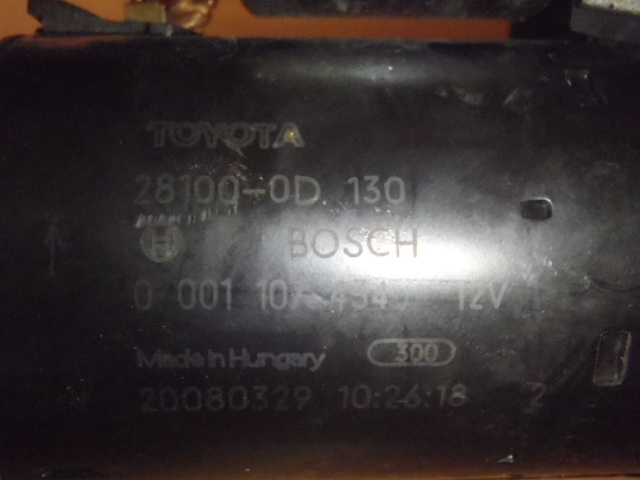 TOYOTA
28100-0D 130
BOSCH
0 001 107 434 12V
Made in Hungary 300
20080329 10:26:18 2